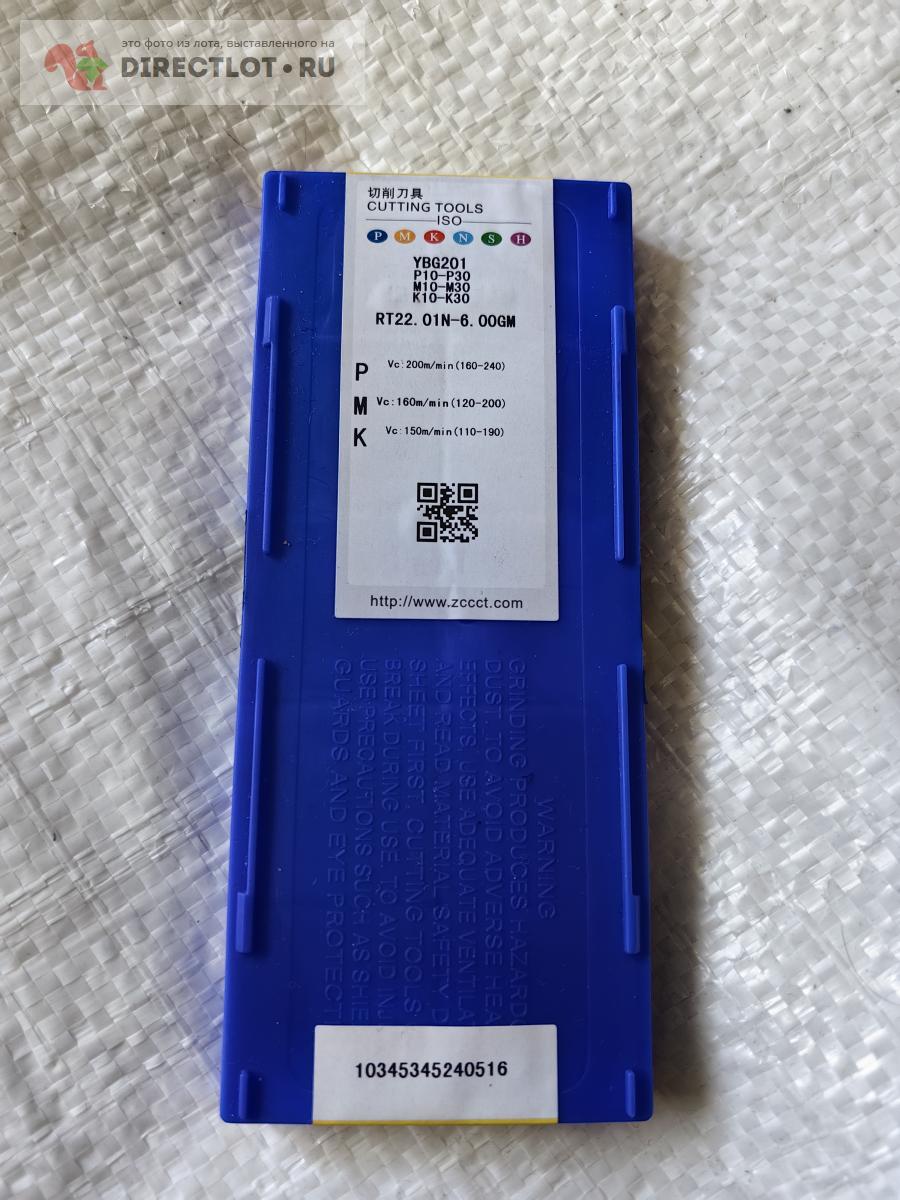 это фото из лота, выставленного на
DIRECTLOT•RU
切削刀具
CUTTING TOOLS
ISO
P M K N S H
YBG201
P10-P30
M10-M30
K10-K30
RT22.01N-6.00GM
P Vc:200m/min(160-240)
M Vc:160m/min(120-200)
K Vc:150m/min(110-190)
http://www.zccct.com
WARNING
GRINDING PRODUCES HAZARDO
DUST. TO AVOID ADVERSE HEA
EFFECTS, USE ADEQUATE VENTILA
AND READ MATERIAL SAFETY D
SHEET FIRST. CUTTING TOOLS
BREAK DURING USE. TO AVOID INJ
USE PRECAUTIONS SUCH AS SHIE
GUARDS AND EYE PROTECT
10345345240516